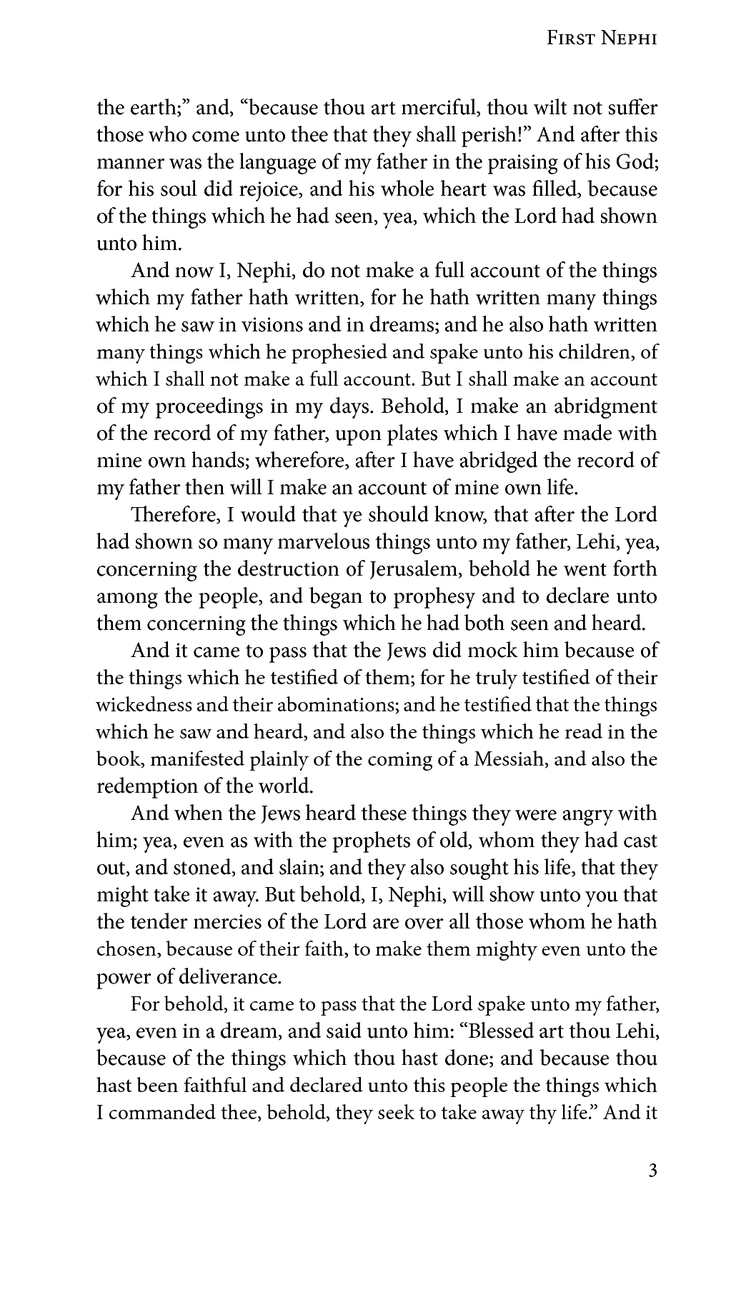 First Nephi
the earth;” and, “because thou art merciful, thou wilt not suffer
those who come unto thee that they shall perish!” And after this
manner was the language of my father in the praising of his God;
for his soul did rejoice, and his whole heart was filled, because
of the things which he had seen, yea, which the Lord had shown
unto him.
And now I, Nephi, do not make a full account of the things
which my father hath written, for he hath written many things
which he saw in visions and in dreams; and he also hath written
many things which he prophesied and spake unto his children, of
which I shall not make a full account. But I shall make an account
of my proceedings in my days. Behold, I make an abridgment
of the record of my father, upon plates which I have made with
mine own hands; wherefore, after I have abridged the record of
my father then will I make an account of mine own life.
Therefore, I would that ye should know, that after the Lord
had shown so many marvelous things unto my father, Lehi, yea,
concerning the destruction of Jerusalem, behold he went forth
among the people, and began to prophesy and to declare unto
them concerning the things which he had both seen and heard.
And it came to pass that the Jews did mock him because of
the things which he testified of them; for he truly testified of their
wickedness and their abominations; and he testified that the things
which he saw and heard, and also the things which he read in the
book, manifested plainly of the coming of a Messiah, and also the
redemption of the world.
And when the Jews heard these things they were angry with
him; yea, even as with the prophets of old, whom they had cast
out, and stoned, and slain; and they also sought his life, that they
might take it away. But behold, I, Nephi, will show unto you that
the tender mercies of the Lord are over all those whom he hath
chosen, because of their faith, to make them mighty even unto the
power of deliverance.
For behold, it came to pass that the Lord spake unto my father,
yea, even in a dream, and said unto him: “Blessed art thou Lehi,
because of the things which thou hast done; and because thou
hast been faithful and declared unto this people the things which
I commanded thee, behold, they seek to take away thy life.” And it
3